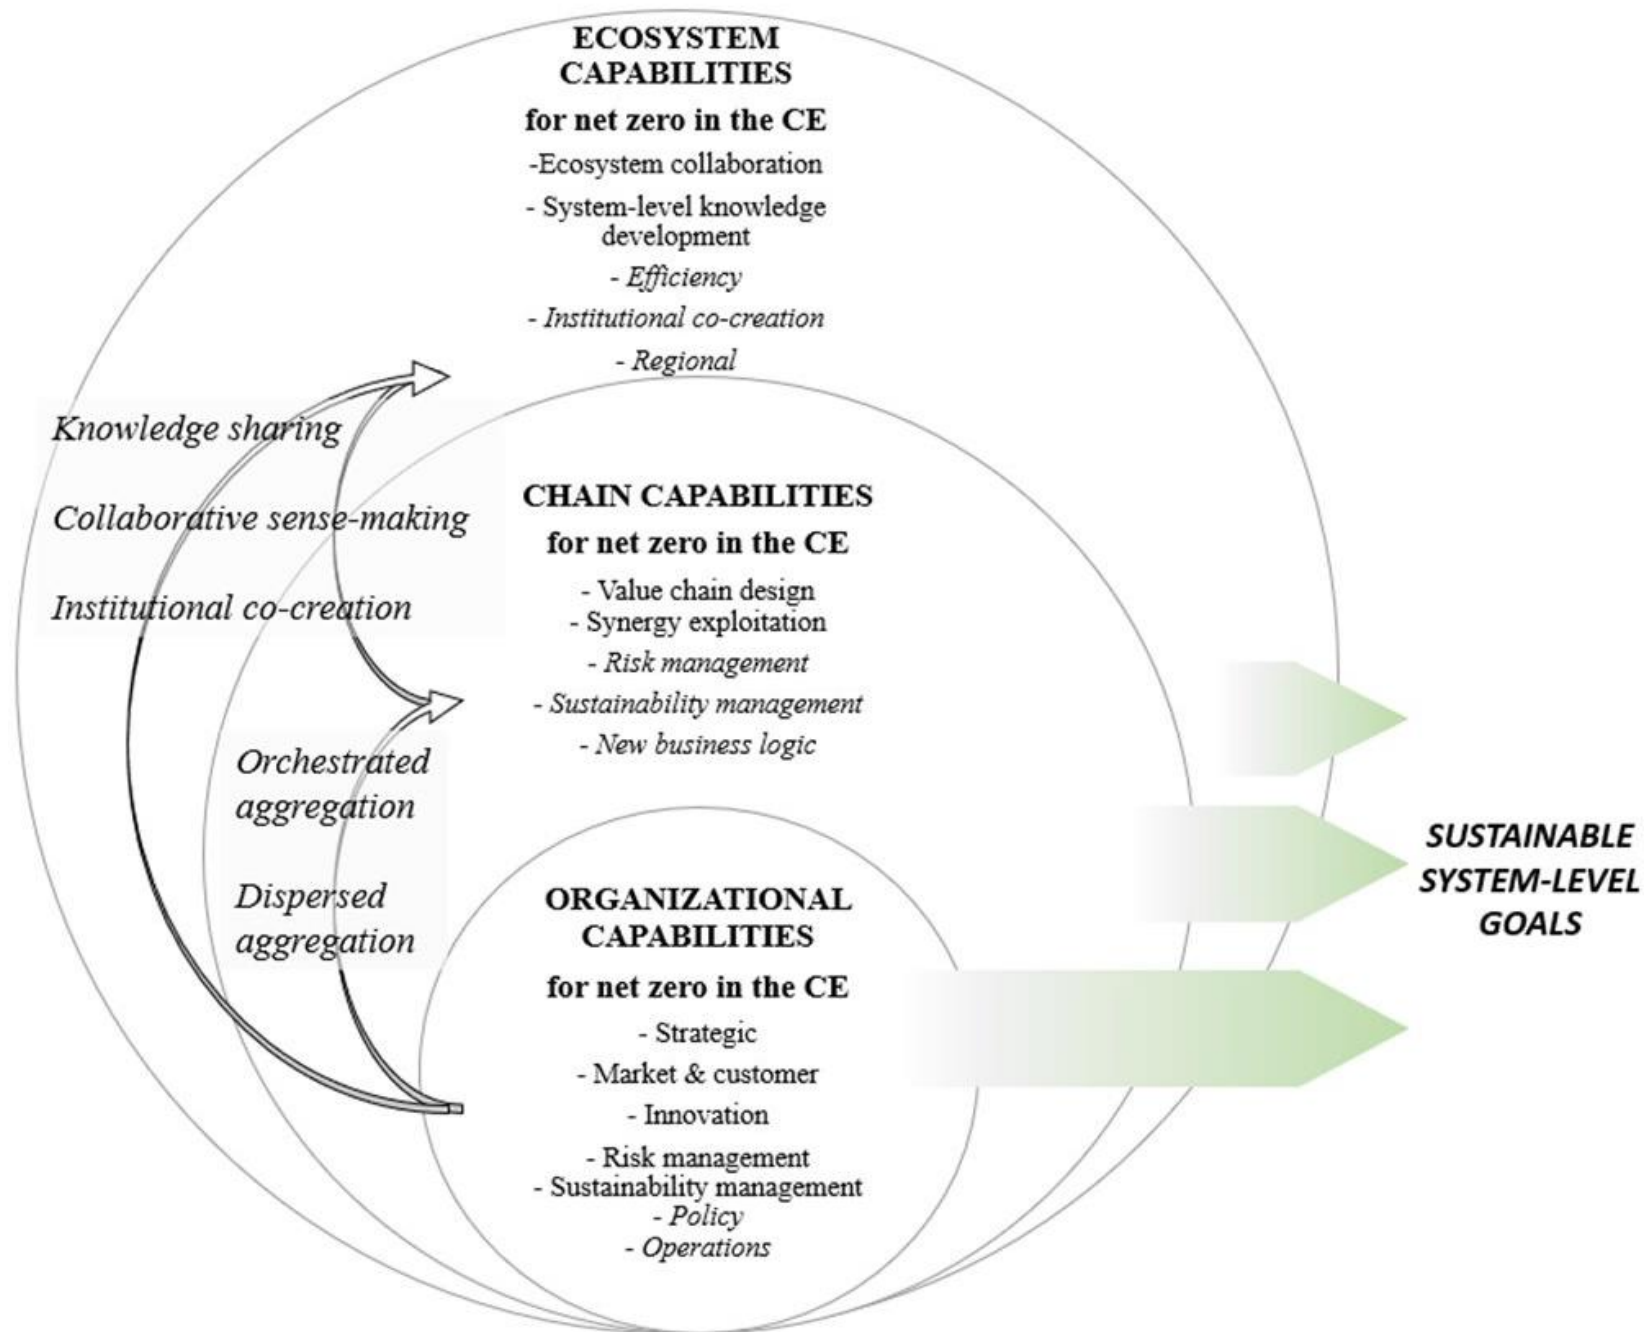 ECOSYSTEM
CAPABILITIES
for net zero in the CE
-Ecosystem collaboration
- System-level knowledge
development
- Efficiency
- Institutional co-creation
- Regional
Knowledge sharing
Collaborative sense-making
Institutional co-creation
CHAIN CAPABILITIES
for net zero in the CE
- Value chain design
- Synergy exploitation
- Risk management
- Sustainability management
- New business logic
Orchestrated
aggregation
Dispersed
aggregation
ORGANIZATIONAL
CAPABILITIES
for net zero in the CE
- Strategic
- Market & customer
- Innovation
- Risk management
- Sustainability management
- Policy
- Operations
SUSTAINABLE
SYSTEM-LEVEL
GOALS